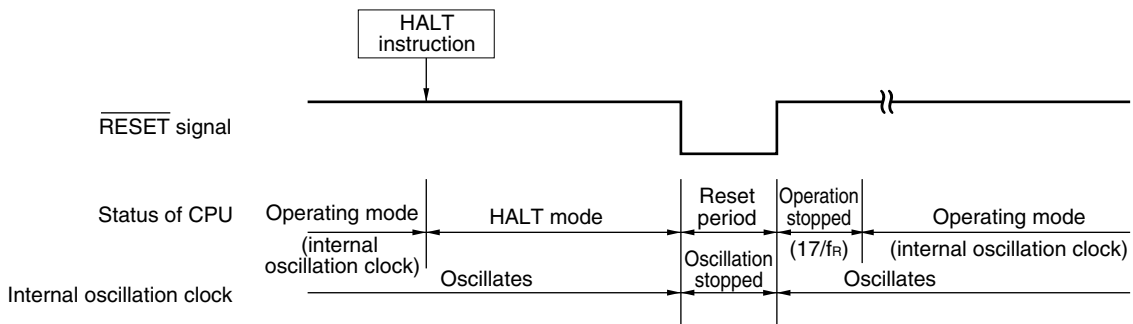 HALT
instruction
RESET signal
Status of CPU
Operating mode
(internal
oscillation clock)
HALT mode
Reset
period
Operation
stopped
(17/fR)
Operating mode
(internal oscillation clock)
Internal oscillation clock
Oscillates
Oscillation
stopped
Oscillates